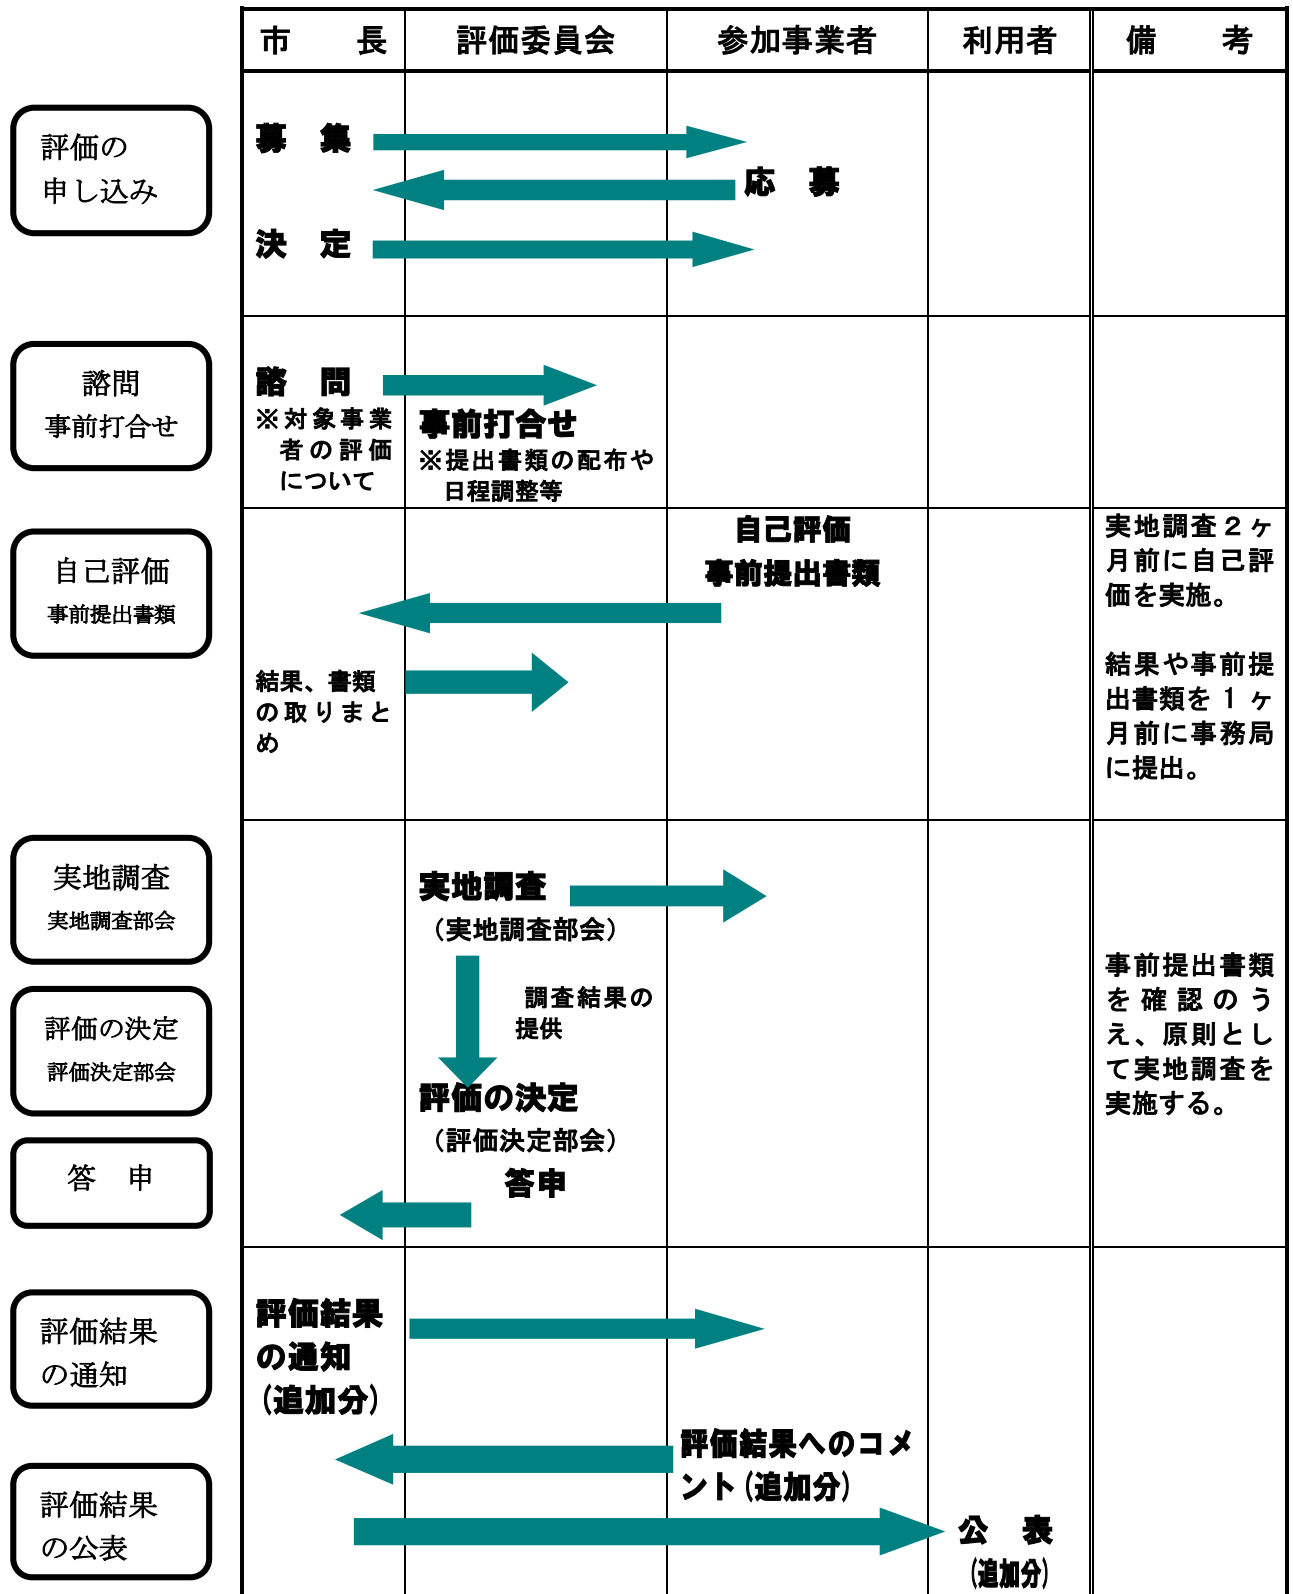 市　長　評価委員会　参加事業者　利用者　備　考
評価の
申し込み
募　集
応　募
決　定
諮問
事前打合せ
諮　問
※対象事業
者の評価
について
事前打合せ
※提出書類の配布や
日程調整等
自己評価
事前提出書類
自己評価
事前提出書類
結果、書類
の取りまと
め
実地調査２ヶ
月前に自己評
価を実施。
結果や事前提
出書類を１ヶ
月前に事務局
に提出。
実地調査
実地調査部会
評価の決定
評価決定部会
答　申
実地調査
（実地調査部会）
調査結果の
提供
評価の決定
（評価決定部会）
答申
事前提出書類
を確認のう
え、原則とし
て実地調査を
実施する。
評価結果
の通知
評価結果
の通知
（追加分）
評価結果へのコメ
ント（追加分）
評価結果
の公表
公　表
（追加分）